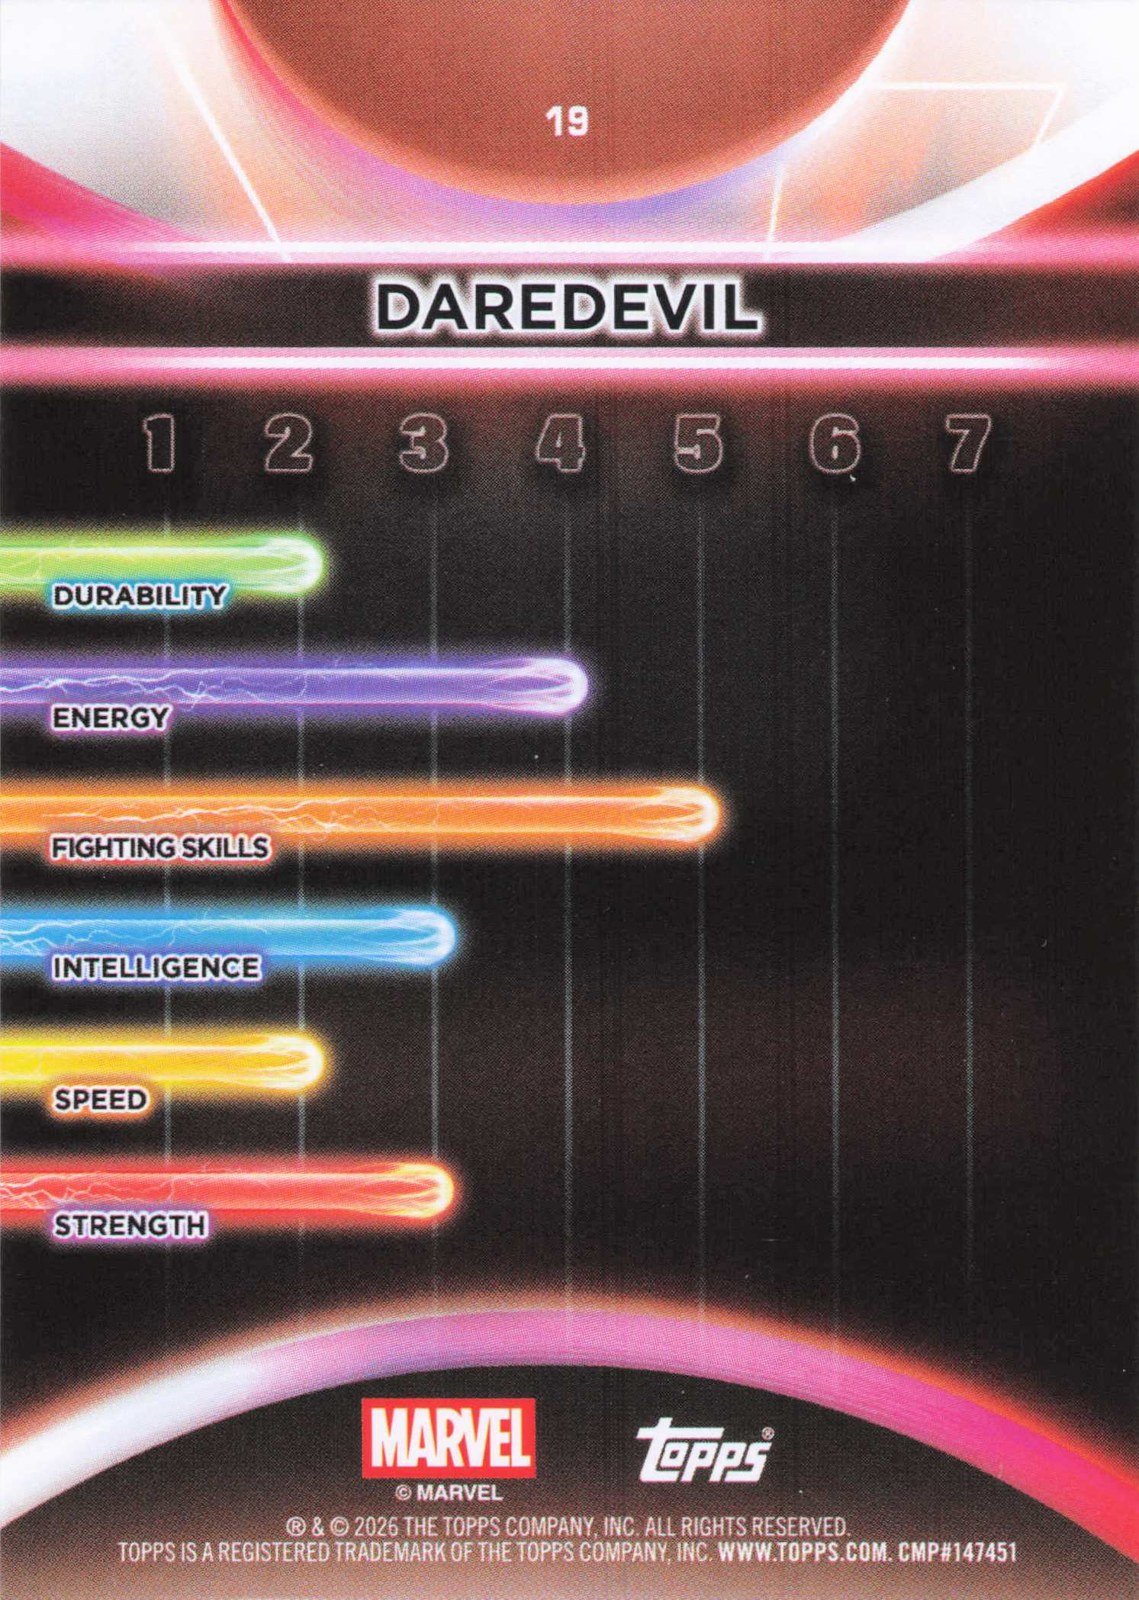 19
DAREDEVIL
1 2 3 4 5 6 7
DURABILITY
ENERGY
FIGHTING SKILLS
INTELLIGENCE
SPEED
STRENGTH
MARVEL
© MARVEL
topps®
® & © 2026 THE TOPPS COMPANY, INC. ALL RIGHTS RESERVED.
TOPPS IS A REGISTERED TRADEMARK OF THE TOPPS COMPANY, INC. WWW.TOPPS.COM. CMP#147451